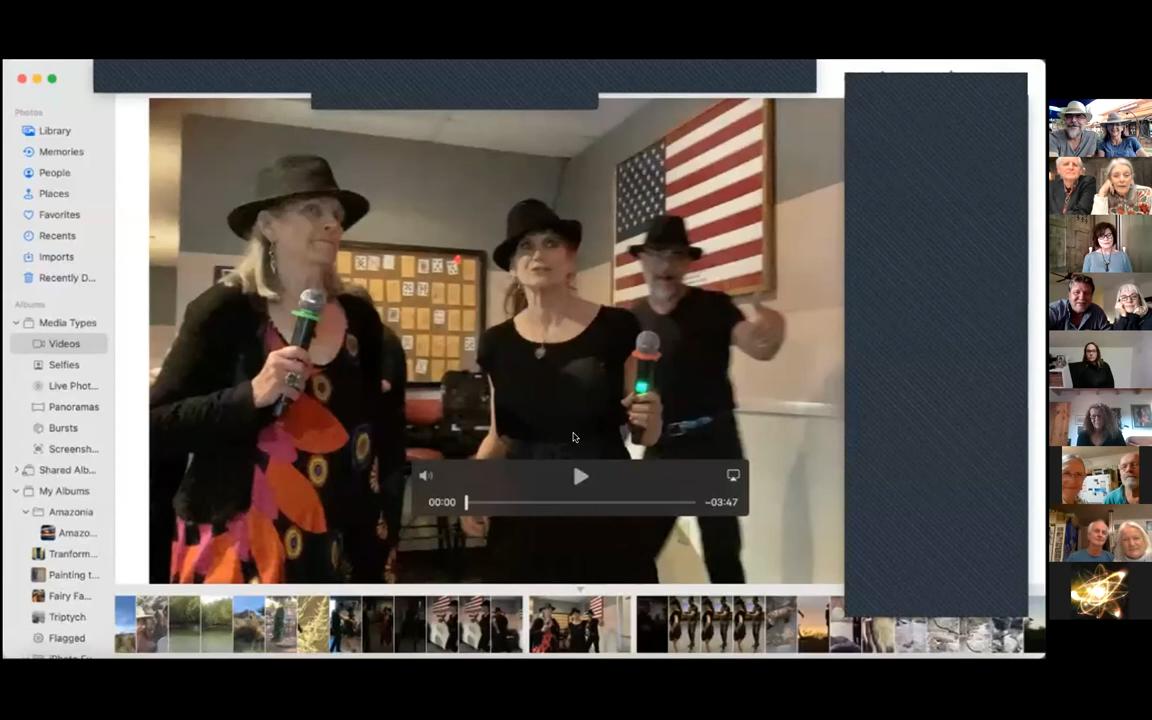 Photos
Library
Memories
People
Places
Favorites
Recents
Imports
Recently D...
Albums
Media Types
Videos
Selfies
Live Phot...
Panoramas
Bursts
Screensh...
Shared Alb...
My Albums
Amazonia
Amazo...
Tranform...
Painting t...
Fairy Fa...
Triptych
Flagged
00:00
-03:47